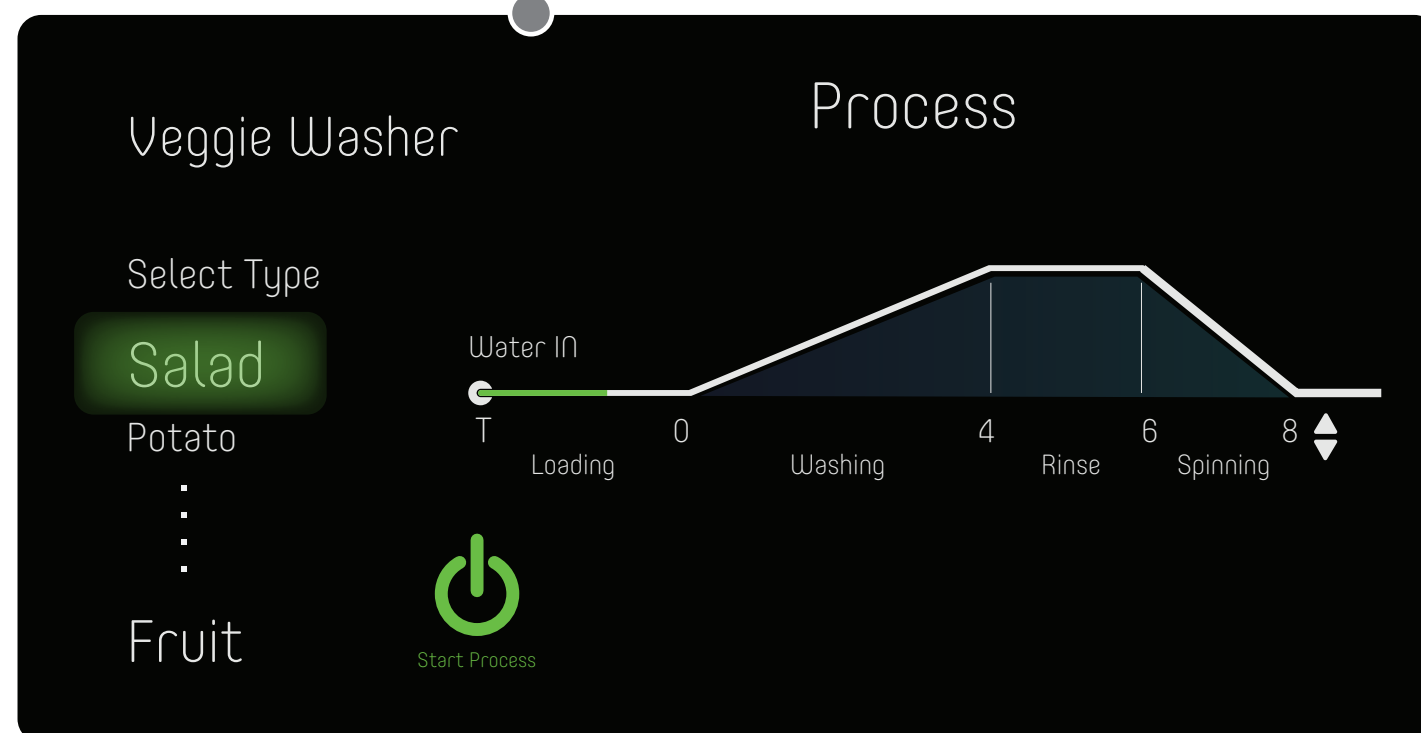 Process
Veggie Washer
Select Type
Salad
Potato
Fruit
Water IN
T 0 4 6 8
Loading Washing Rinse Spinning
Start Process